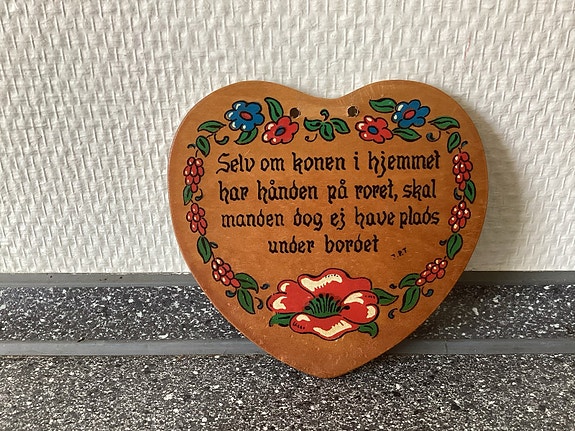 Selv om konen i hjemmet
har hånden på roret, skal
manden dog ej have plads
under bordet